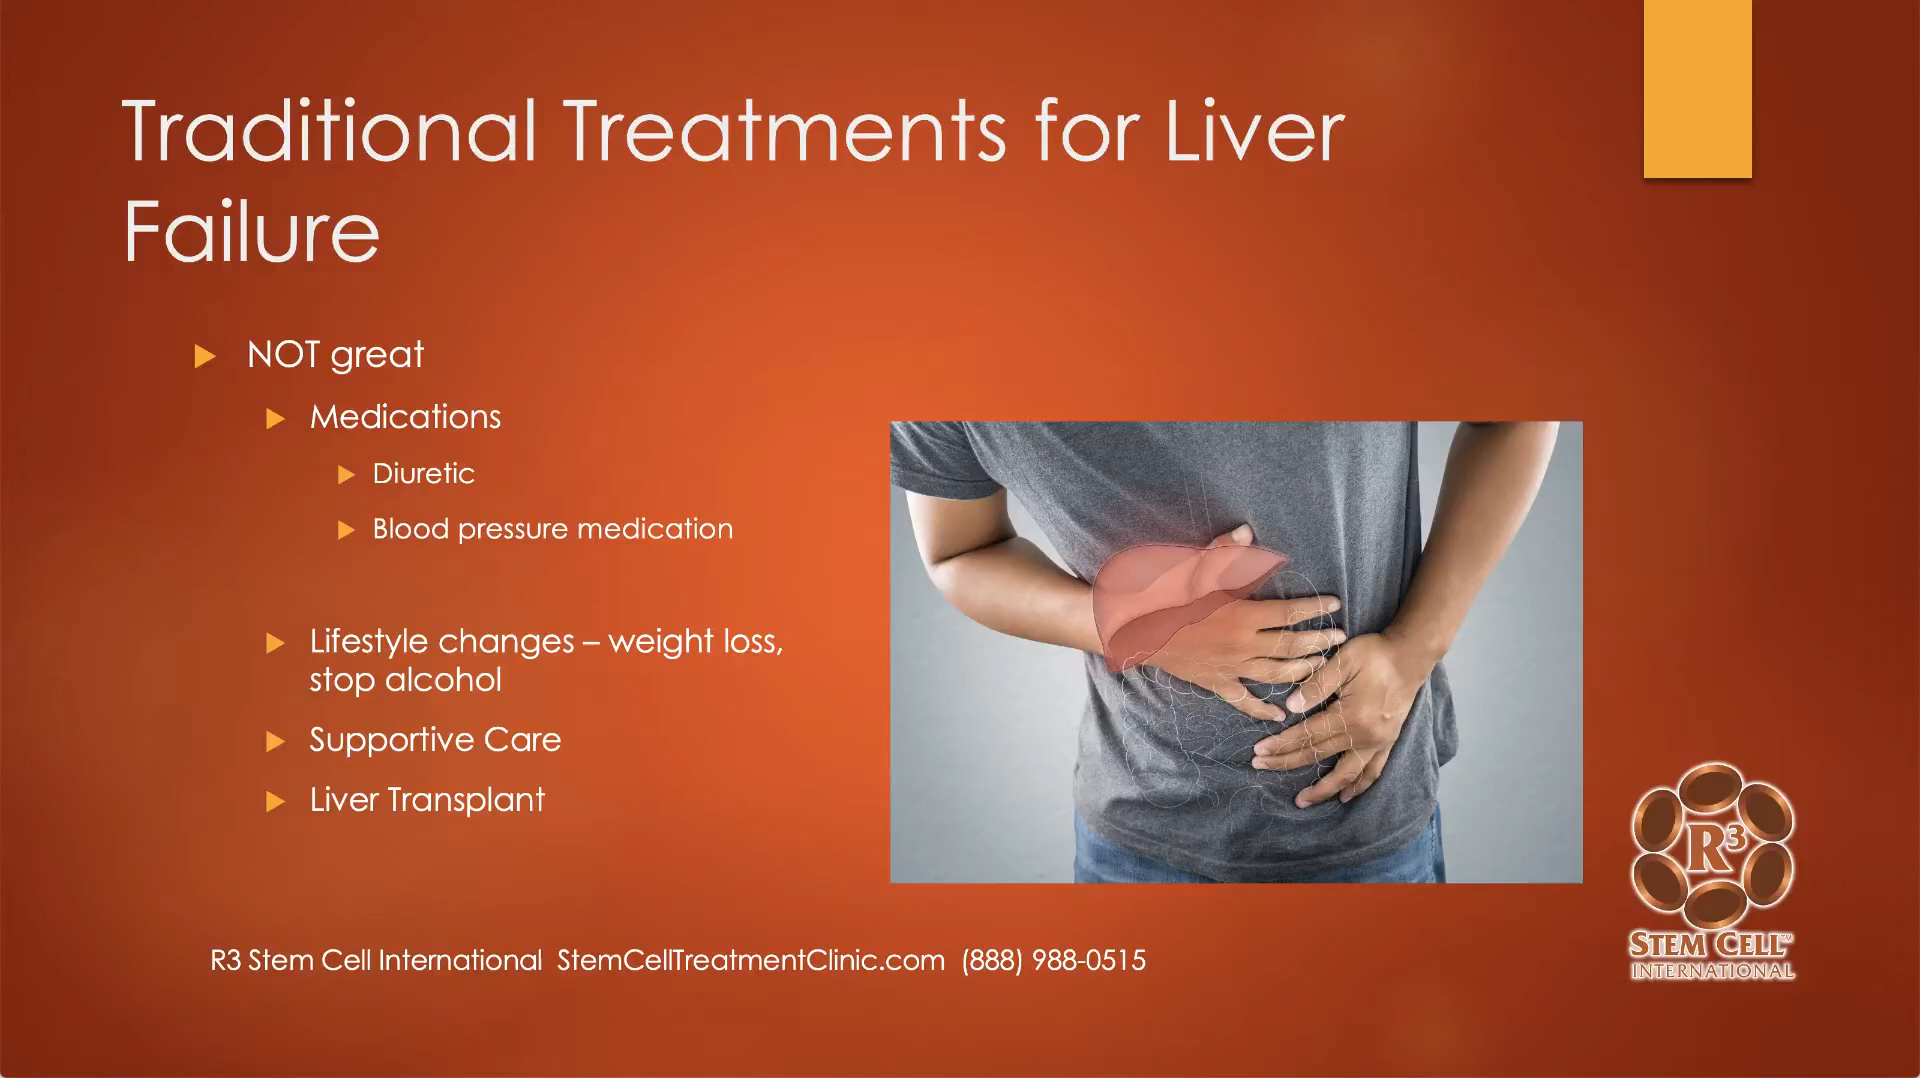 Traditional Treatments for Liver
Failure
NOT great
Medications
Diuretic
Blood pressure medication
Lifestyle changes – weight loss,
stop alcohol
Supportive Care
Liver Transplant
R3 Stem Cell International StemCellTreatmentClinic.com (888) 988-0515
R3
STEM CELL™
INTERNATIONAL